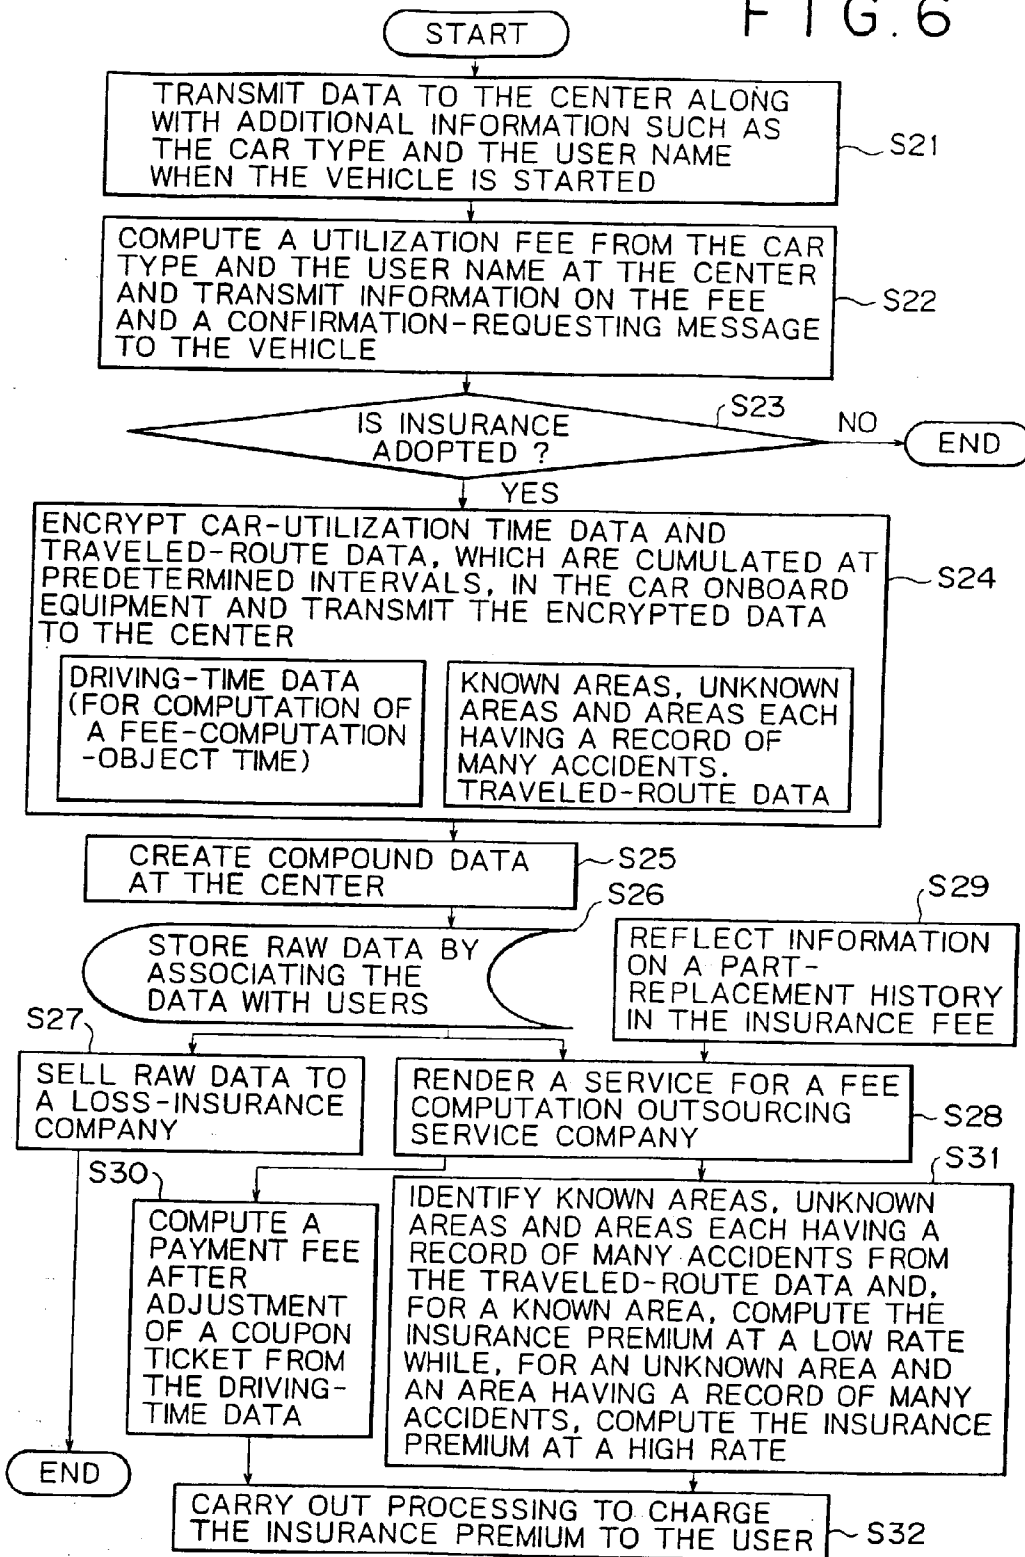 FIG.6
START
TRANSMIT DATA TO THE CENTER ALONG
WITH ADDITIONAL INFORMATION SUCH AS
THE CAR TYPE AND THE USER NAME
WHEN THE VEHICLE IS STARTED
S21
COMPUTE A UTILIZATION FEE FROM THE CAR
TYPE AND THE USER NAME AT THE CENTER
AND TRANSMIT INFORMATION ON THE FEE
AND A CONFIRMATION-REQUESTING MESSAGE
TO THE VEHICLE
S22
IS INSURANCE
ADOPTED ?
S23
NO
END
YES
ENCRYPT CAR-UTILIZATION TIME DATA AND
TRAVELED-ROUTE DATA, WHICH ARE CUMULATED AT
PREDETERMINED INTERVALS, IN THE CAR ONBOARD
EQUIPMENT AND TRANSMIT THE ENCRYPTED DATA
TO THE CENTER
S24
DRIVING-TIME DATA
(FOR COMPUTATION OF
A FEE-COMPUTATION
-OBJECT TIME)
KNOWN AREAS, UNKNOWN
AREAS AND AREAS EACH
HAVING A RECORD OF
MANY ACCIDENTS.
TRAVELED-ROUTE DATA
CREATE COMPOUND DATA
AT THE CENTER
S25
S26
STORE RAW DATA BY
ASSOCIATING THE
DATA WITH USERS
S29
REFLECT INFORMATION
ON A PART-
REPLACEMENT HISTORY
IN THE INSURANCE FEE
S27
SELL RAW DATA TO
A LOSS-INSURANCE
COMPANY
RENDER A SERVICE FOR A FEE
COMPUTATION OUTSOURCING
SERVICE COMPANY
S28
S30
COMPUTE A
PAYMENT FEE
AFTER
ADJUSTMENT
OF A COUPON
TICKET FROM
THE DRIVING-
TIME DATA
S31
IDENTIFY KNOWN AREAS, UNKNOWN
AREAS AND AREAS EACH HAVING A
RECORD OF MANY ACCIDENTS FROM
THE TRAVELED-ROUTE DATA AND,
FOR A KNOWN AREA, COMPUTE THE
INSURANCE PREMIUM AT A LOW RATE
WHILE, FOR AN UNKNOWN AREA AND
AN AREA HAVING A RECORD OF MANY
ACCIDENTS, COMPUTE THE INSURANCE
PREMIUM AT A HIGH RATE
END
CARRY OUT PROCESSING TO CHARGE
THE INSURANCE PREMIUM TO THE USER
S32